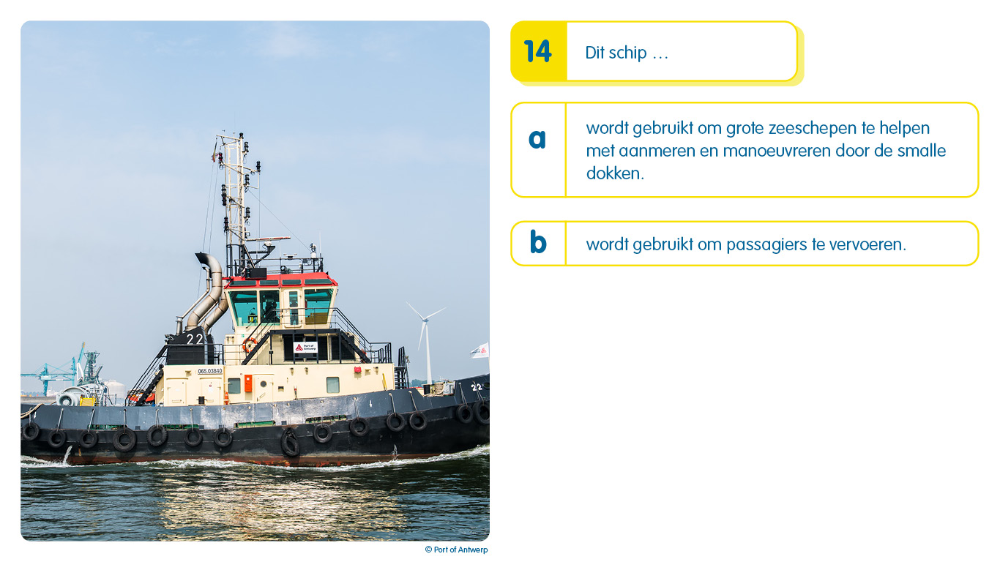 14
Dit schip ...
a
wordt gebruikt om grote zeeschepen te helpen
met aanmeren en manoeuvreren door de smalle
dokken.
b
wordt gebruikt om passagiers te vervoeren.
22
Port of
Antwerp
065.03840
22
© Port of Antwerp